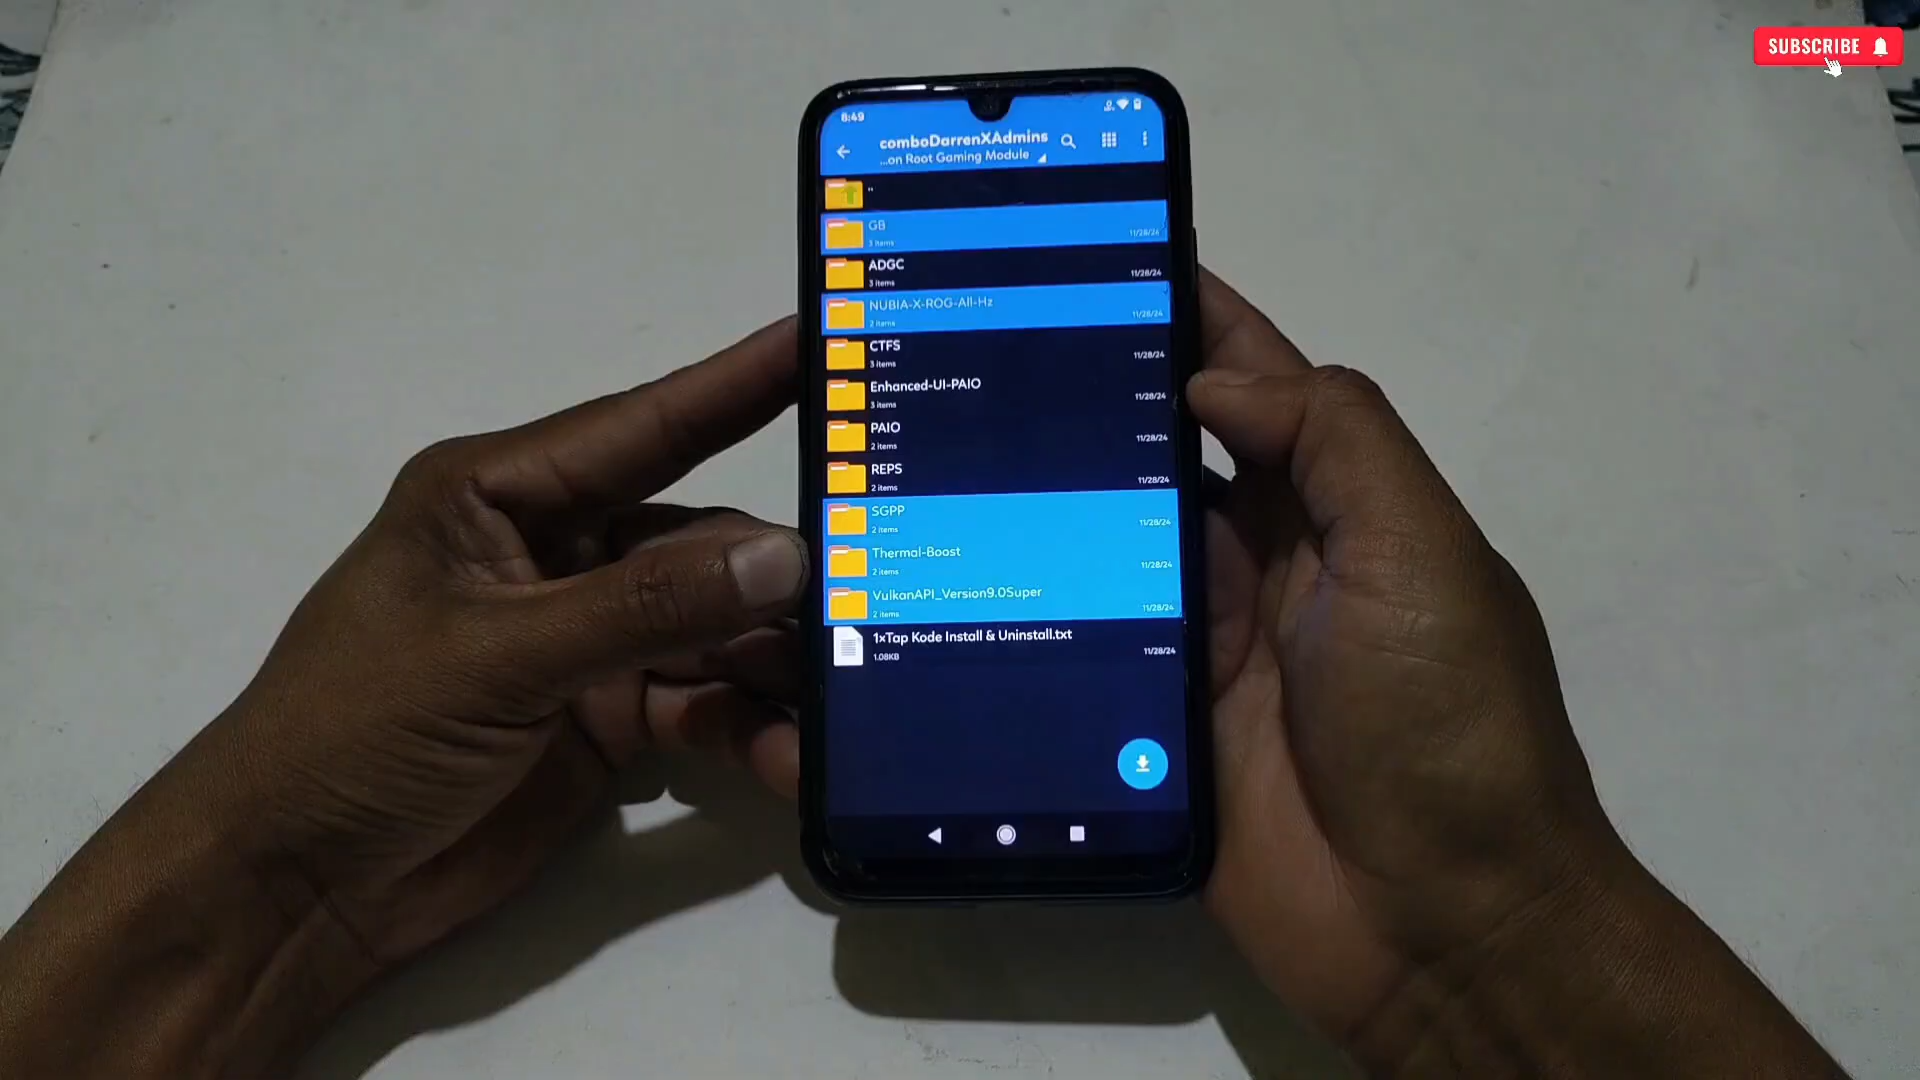 SUBSCRIBE
8:49
comboDarrenXAdmins
...on Root Gaming Module
..
GB
3 items
11/28/24
ADGC
3 items
11/28/24
NUBIA-X-ROG-All-Hz
2 items
11/28/24
CTFS
3 items
11/28/24
Enhanced-UI-PAIO
3 items
11/28/24
PAIO
2 items
11/28/24
REPS
2 items
11/28/24
SGPP
2 items
11/28/24
Thermal-Boost
2 items
11/28/24
VulkanAPI_Version9.0Super
2 items
11/28/24
1×Tap Kode Install & Uninstall.txt
1.08KB
11/28/24